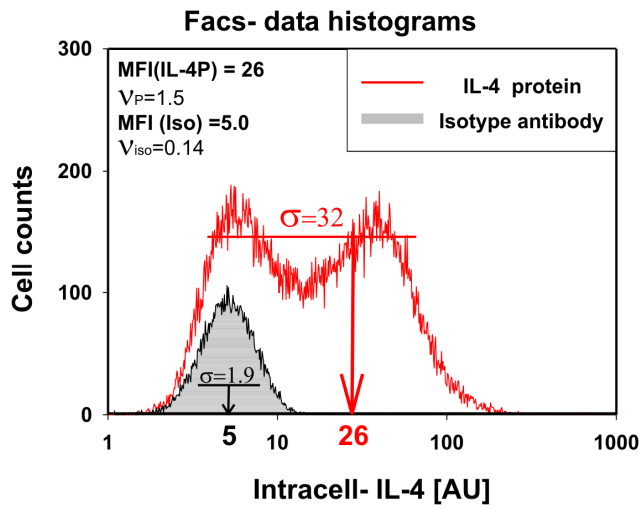 Facs- data histograms
300
MFI(IL-4P) = 26
νP=1.5
MFI (Iso) =5.0
νiso=0.14
IL-4 protein
Isotype antibody
200
σ=32
Cell counts
100
σ=1.9
0
1
5
10
26
100
1000
Intracell- IL-4 [AU]